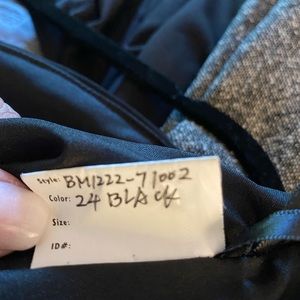 Style: BM1222-71002
Color: 24 BLACK
Size:
ID#: